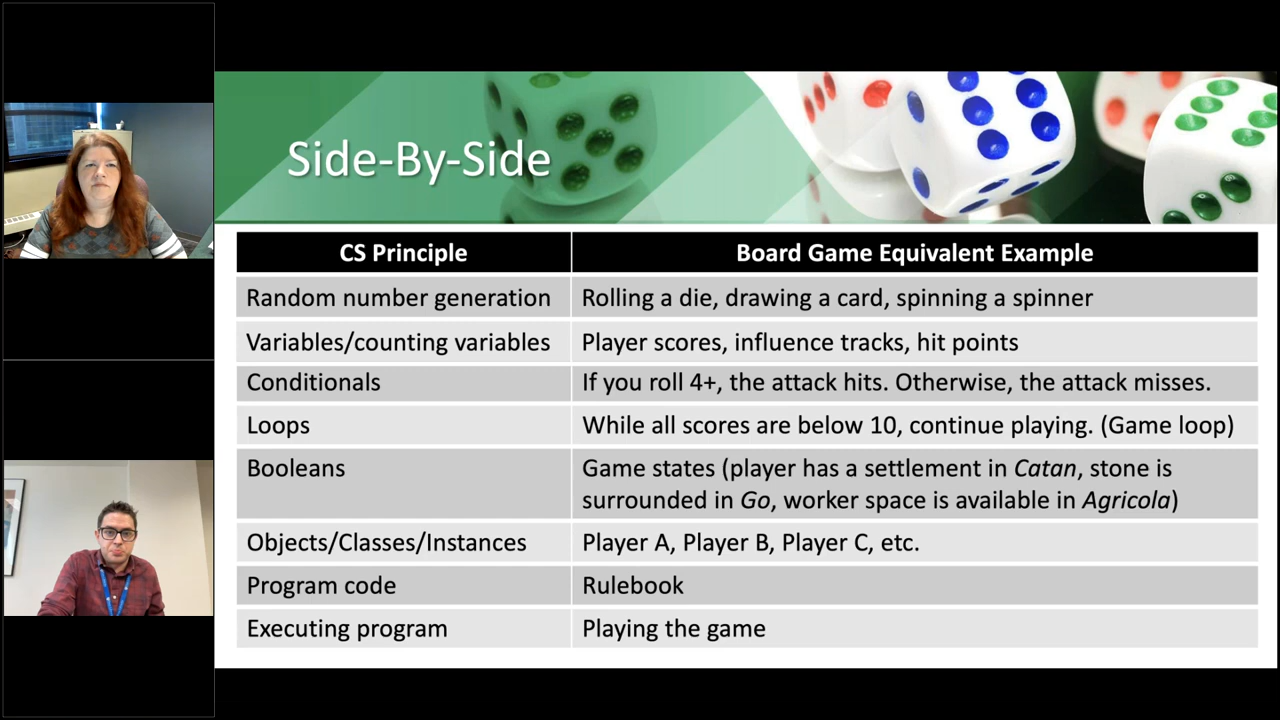 Side-By-Side
CS Principle
Board Game Equivalent Example
Random number generation
Rolling a die, drawing a card, spinning a spinner
Variables/counting variables
Player scores, influence tracks, hit points
Conditionals
If you roll 4+, the attack hits. Otherwise, the attack misses.
Loops
While all scores are below 10, continue playing. (Game loop)
Booleans
Game states (player has a settlement in Catan, stone is
surrounded in Go, worker space is available in Agricola)
Objects/Classes/Instances
Player A, Player B, Player C, etc.
Program code
Rulebook
Executing program
Playing the game